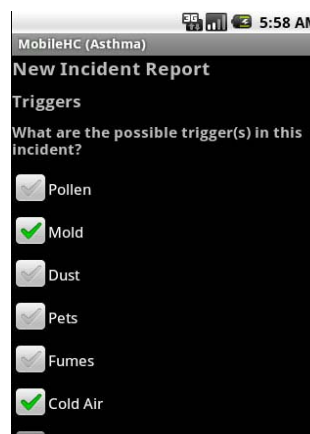 3G 5:58 AM
MobileHC (Asthma)
New Incident Report
Triggers
What are the possible trigger(s) in this
incident?
Pollen
Mold
Dust
Pets
Fumes
Cold Air